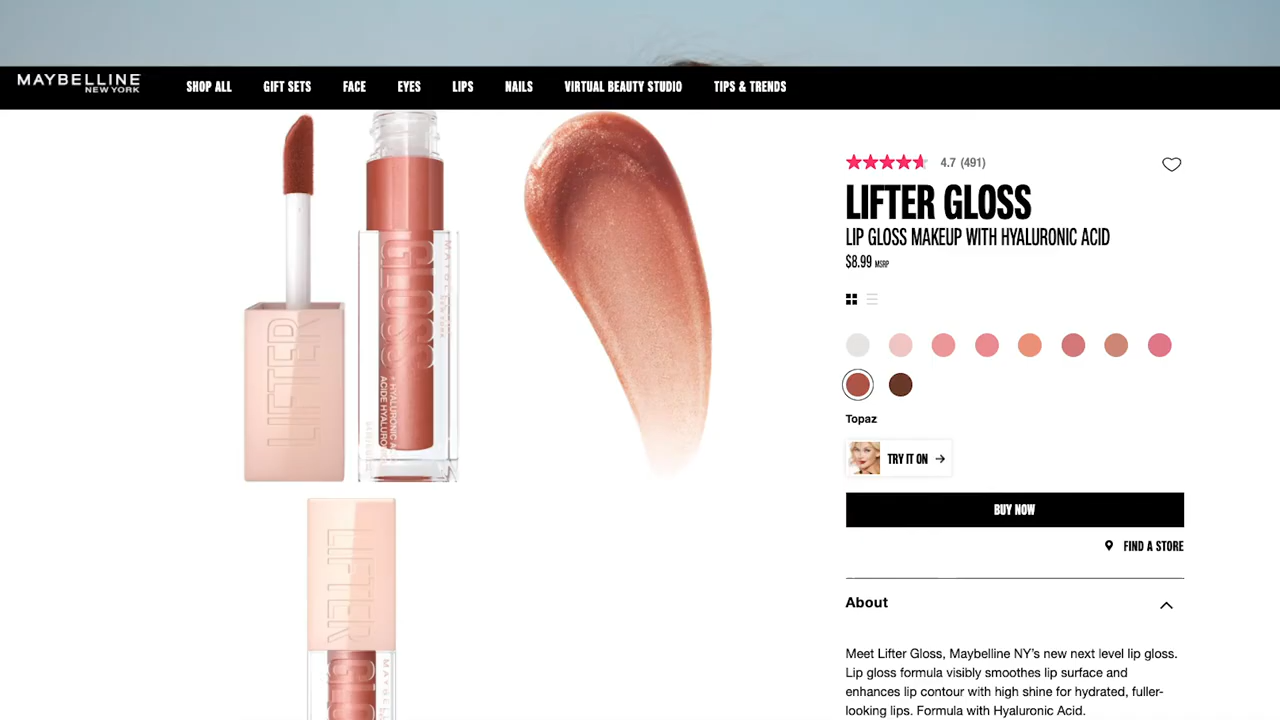 MAYBELLINE
NEW YORK
SHOP ALL
GIFT SETS
FACE
EYES
LIPS
NAILS
VIRTUAL BEAUTY STUDIO
TIPS & TRENDS
4.7 (491)
LIFTER GLOSS
LIP GLOSS MAKEUP WITH HYALURONIC ACID
$8.99 MSRP
Topaz
TRY IT ON
BUY NOW
FIND A STORE
About
Meet Lifter Gloss, Maybelline NY's new next level lip gloss.
Lip gloss formula visibly smoothes lip surface and
enhances lip contour with high shine for hydrated, fuller-
looking lips. Formula with Hyaluronic Acid.
LIFTER
GLOSS
LIFTER